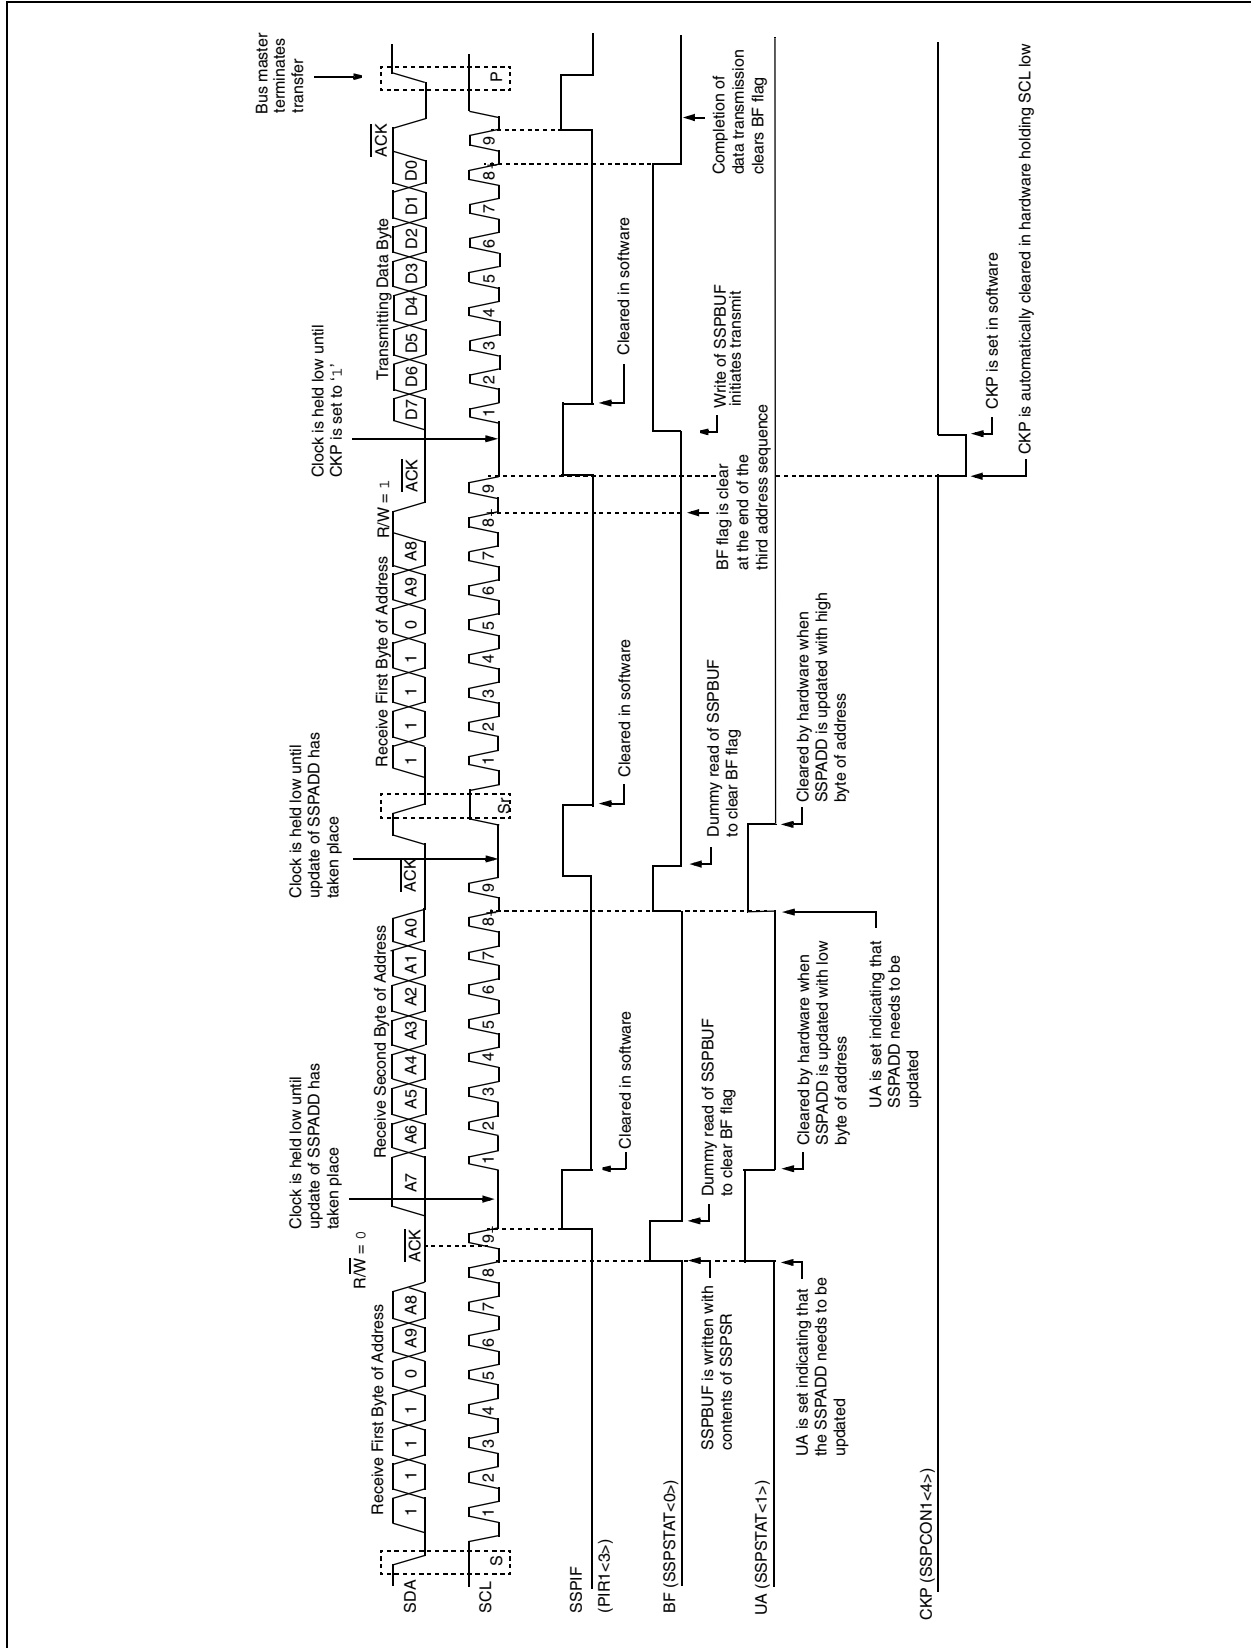 Bus master
terminates
transfer
Clock is held low until
CKP is set to ‘1’
Clock is held low until
update of SSPADD has
taken place
Clock is held low until
update of SSPADD has
taken place
R/W = 0
R/W = 1
Receive First Byte of Address
ACK
Receive Second Byte of Address
ACK
Receive First Byte of Address
ACK
Transmitting Data Byte
ACK
SDA
1 1 1 1 0 A9 A8 A7 A6 A5 A4 A3 A2 A1 A0 1 1 1 1 0 A9 A8 D7 D6 D5 D4 D3 D2 D1 D0
SCL
S 1 2 3 4 5 6 7 8 9 1 2 3 4 5 6 7 8 9 Sr 1 2 3 4 5 6 7 8 9 1 2 3 4 5 6 7 8 9 P
SSPIF
(PIR1<3>)
Cleared in software
Cleared in software
Cleared in software
BF (SSPSTAT<0>)
SSPBUF is written with
contents of SSPSR
Dummy read of SSPBUF
to clear BF flag
Dummy read of SSPBUF
to clear BF flag
BF flag is clear
at the end of the
third address sequence
Write of SSPBUF
initiates transmit
Completion of
data transmission
clears BF flag
UA (SSPSTAT<1>)
UA is set indicating that
the SSPADD needs to be
updated
Cleared by hardware when
SSPADD is updated with low
byte of address
UA is set indicating that
SSPADD needs to be
updated
Cleared by hardware when
SSPADD is updated with high
byte of address
CKP (SSPCON1<4>)
CKP is set in software
CKP is automatically cleared in hardware holding SCL low